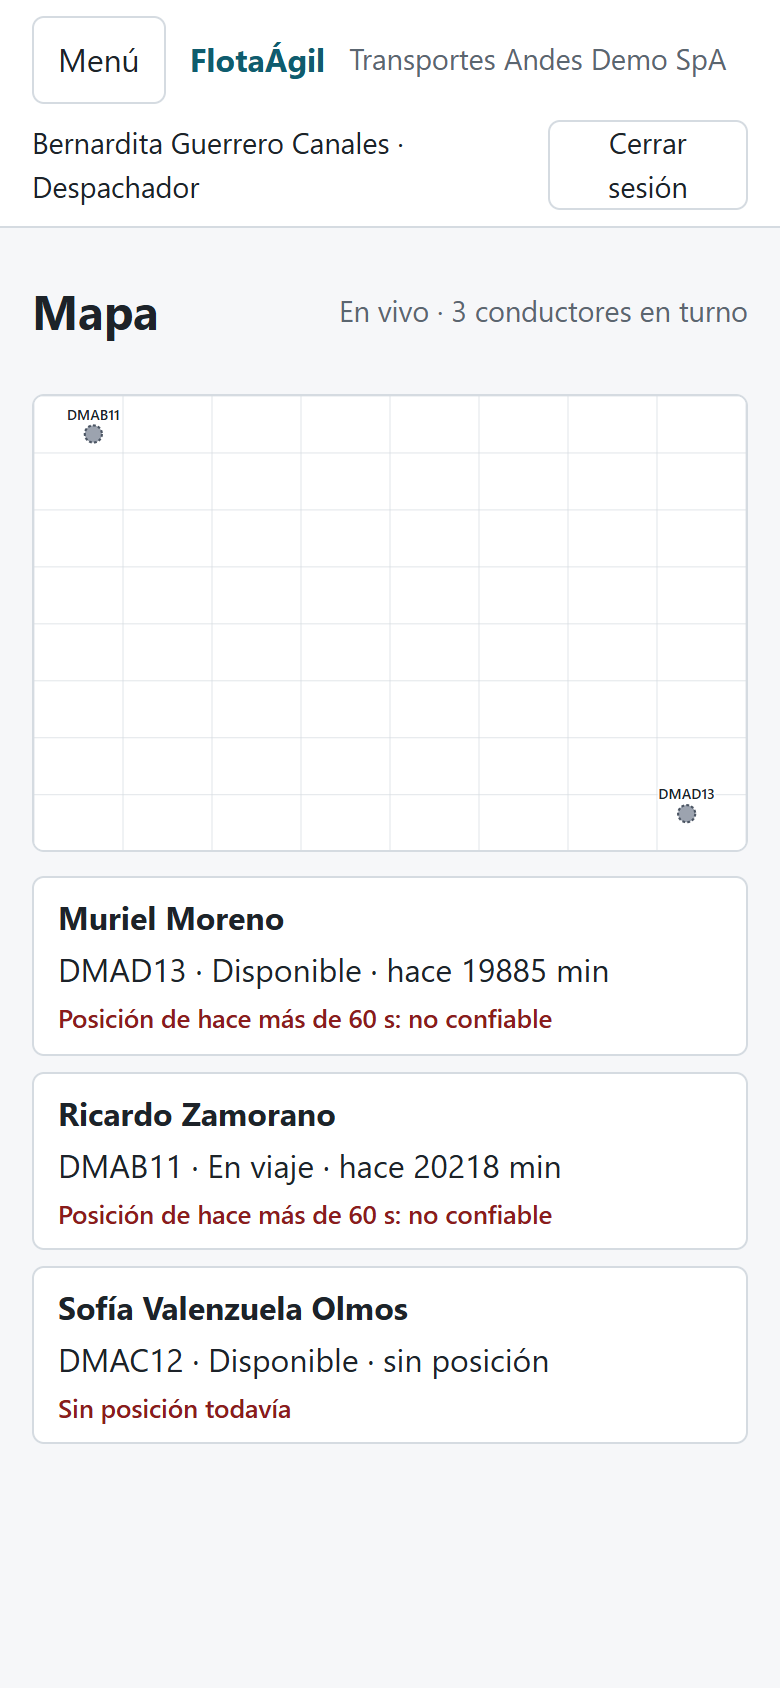 Menú
FlotaÁgil
Transportes Andes Demo SpA
Bernardita Guerrero Canales ·
Despachador
Cerrar
sesión
Mapa
En vivo · 3 conductores en turno
DMAB11
DMAD13
Muriel Moreno
DMAD13 · Disponible · hace 19885 min
Posición de hace más de 60 s: no confiable
Ricardo Zamorano
DMAB11 · En viaje · hace 20218 min
Posición de hace más de 60 s: no confiable
Sofía Valenzuela Olmos
DMAC12 · Disponible · sin posición
Sin posición todavía